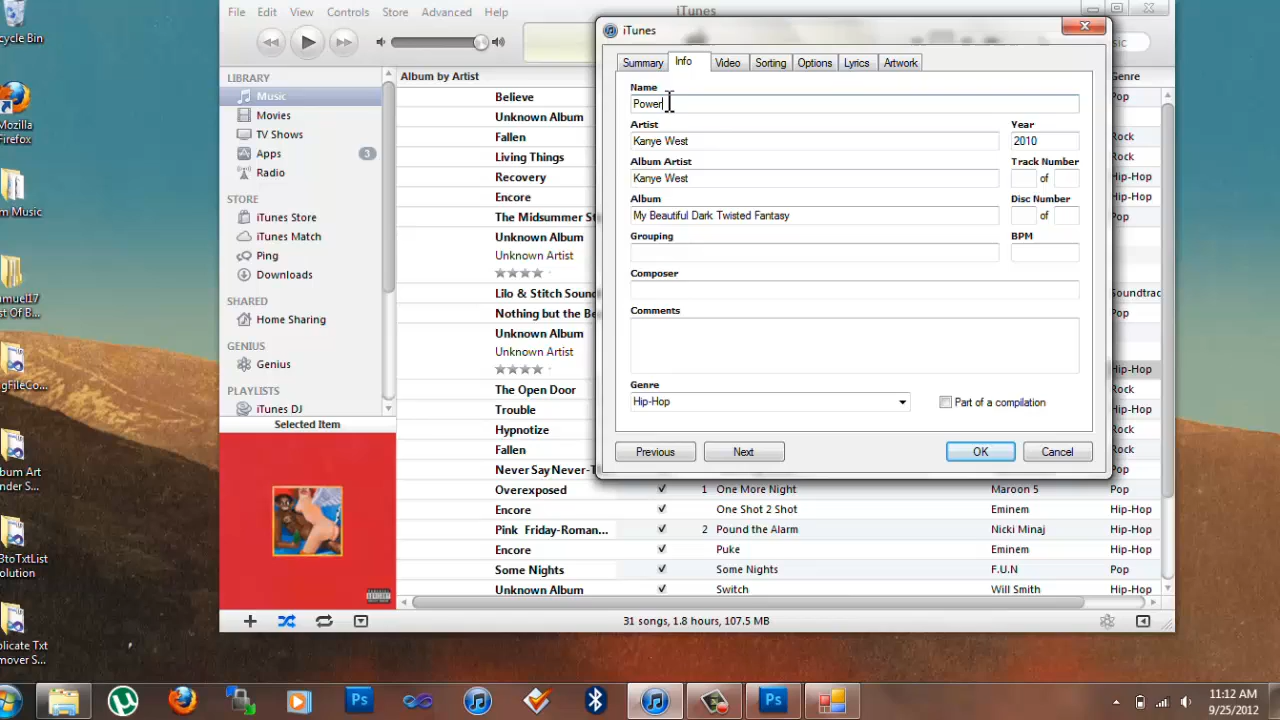 File Edit View Controls Store Advanced Help
iTunes
LIBRARY
Music
Movies
TV Shows
Apps 3
Radio
STORE
iTunes Store
iTunes Match
Ping
Downloads
SHARED
Home Sharing
GENIUS
Genius
PLAYLISTS
iTunes DJ
Selected Item
Album by Artist
Believe
Unknown Album
Fallen
Living Things
Recovery
Encore
The Midsummer St
Unknown Album
Unknown Artist
Lilo & Stitch Soun
Nothing but the Be
Unknown Album
Unknown Artist
The Open Door
Trouble
Hypnotize
Fallen
Never Say Never-T
Overexposed 1 One More Night Maroon 5 Pop
Encore One Shot 2 Shot Eminem Hip-Hop
Pink Friday-Roman... 2 Pound the Alarm Nicki Minaj Hip-Hop
Encore Puke Eminem Hip-Hop
Some Nights Some Nights F.U.N Pop
Unknown Album Switch Will Smith Hip-Hop
31 songs, 1.8 hours, 107.5 MB
iTunes
Summary Info Video Sorting Options Lyrics Artwork
Name
Power
Artist Year
Kanye West 2010
Album Artist Track Number
Kanye West of
Album Disc Number
My Beautiful Dark Twisted Fantasy of
Grouping BPM
Composer
Comments
Genre
Hip-Hop Part of a compilation
Previous Next OK Cancel
sic
Genre
Pop
Rock
Rock
Hip-Hop
Hip-Hop
Pop
Soundtrac
Pop
Hip-Hop
Rock
Hip-Hop
Rock
Pop
cycle Bin
Mozilla
Firefox
m Music
muel17
t Of B...
gFileCo...
bum Art
nder S...
BtoTxtList
olution
plicate Txt
mover S...
Ps
Ps
11:12 AM
9/25/2012